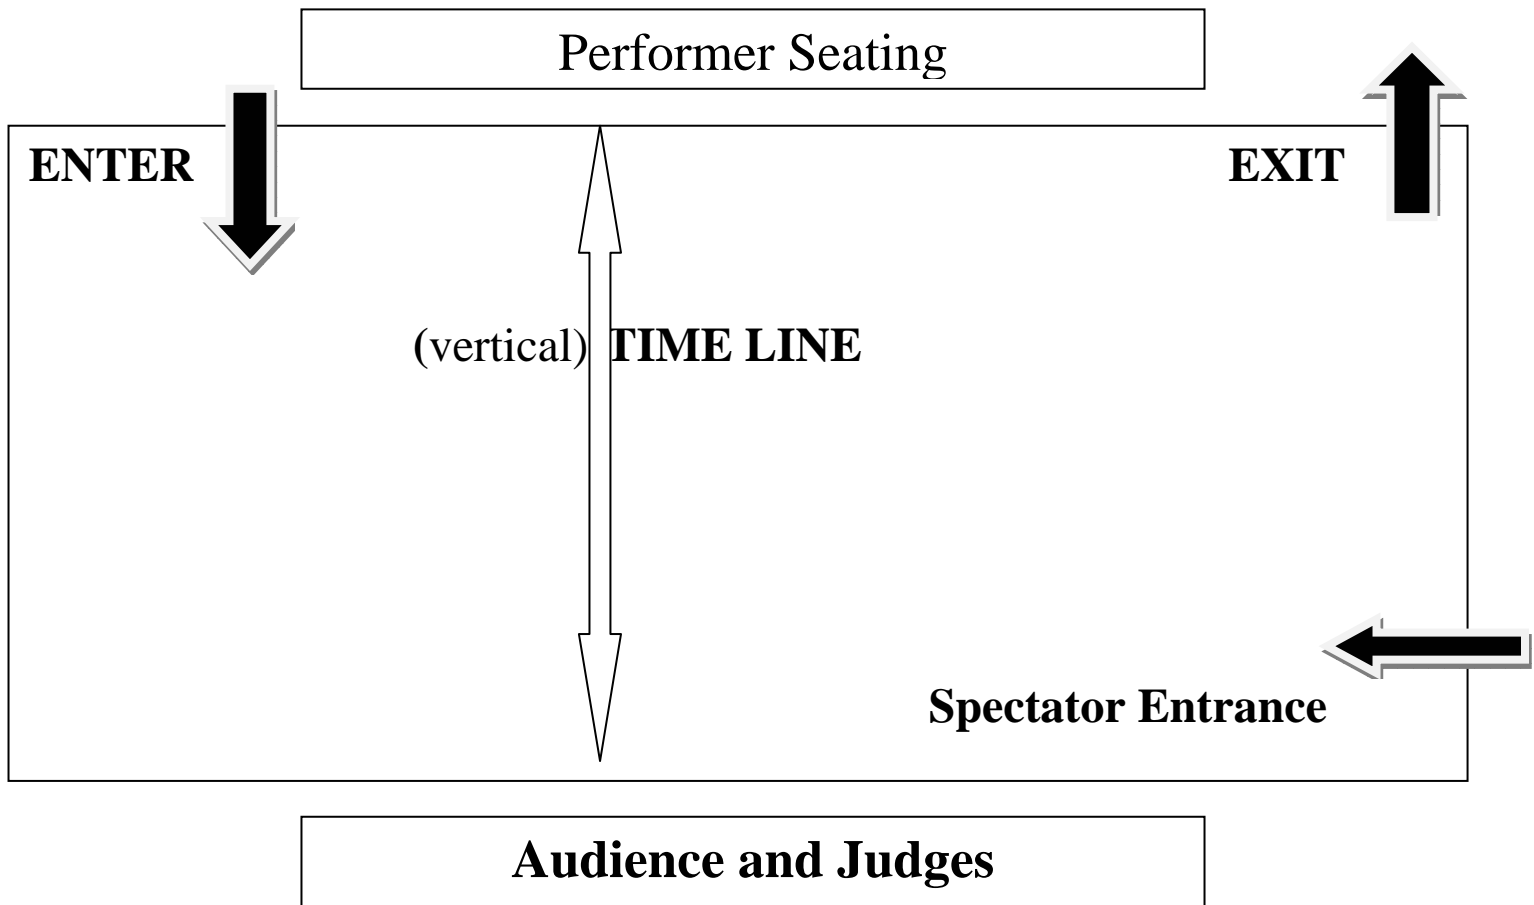 Performer Seating
ENTER
EXIT
(vertical) TIME LINE
Spectator Entrance
Audience and Judges